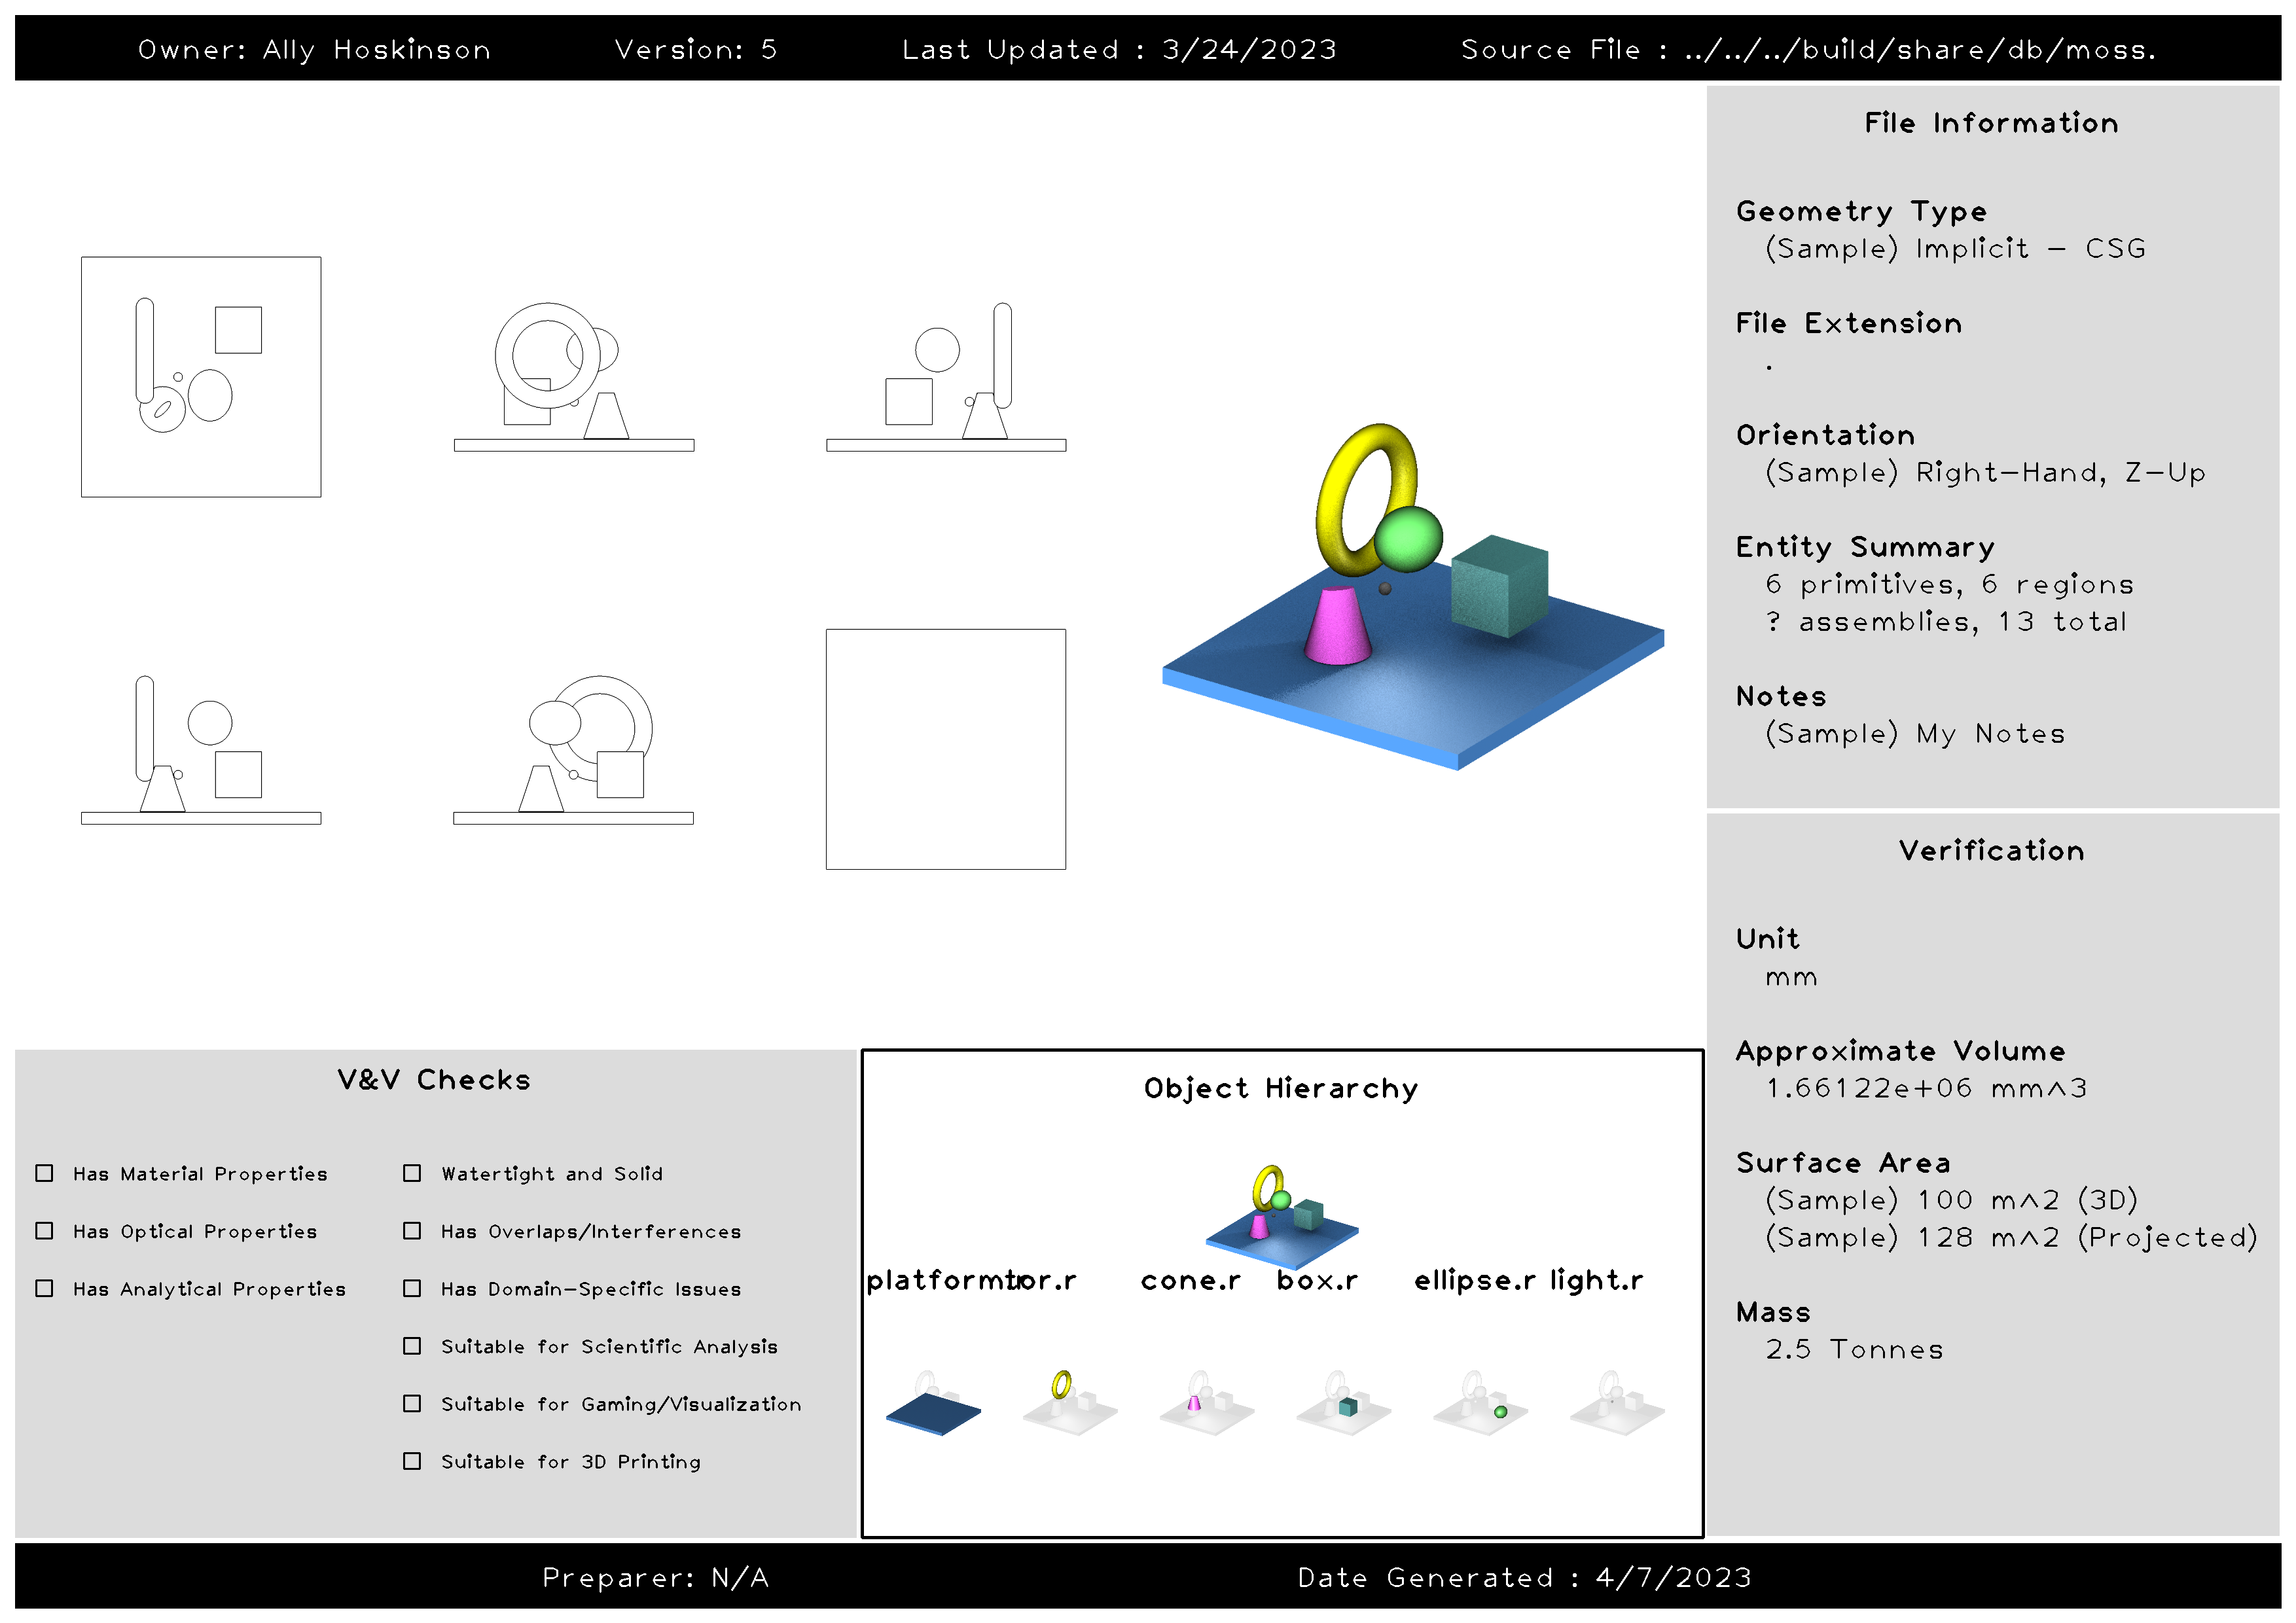 Owner: Ally Hoskinson Version: 5 Last Updated : 3/24/2023 Source File : ../../../build/share/db/moss.
File Information
Geometry Type
(Sample) Implicit - CSG
File Extension
.
Orientation
(Sample) Right-Hand, Z-Up
Entity Summary
6 primitives, 6 regions
? assemblies, 13 total
Notes
(Sample) My Notes
Verification
Unit
mm
Approximate Volume
1.66122e+06 mm^3
Surface Area
(Sample) 100 m^2 (3D)
(Sample) 128 m^2 (Projected)
Mass
2.5 Tonnes
V&V Checks
Has Material Properties
Has Optical Properties
Has Analytical Properties
Watertight and Solid
Has Overlaps/Interferences
Has Domain-Specific Issues
Suitable for Scientific Analysis
Suitable for Gaming/Visualization
Suitable for 3D Printing
Object Hierarchy
platform.r tor.r cone.r box.r ellipse.r light.r
Preparer: N/A Date Generated : 4/7/2023